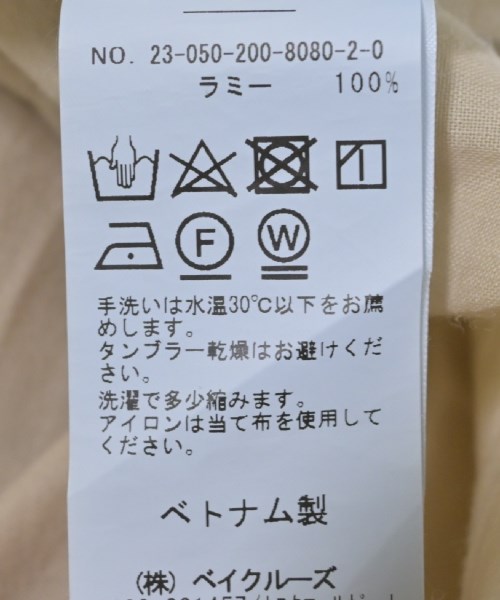 NO. 23-050-200-8080-2-0
ラミー 100%
F W
手洗いは水温30℃以下をお薦
めします。
タンブラー乾燥はお避けくだ
さい。
洗濯で多少縮みます。
アイロンは当て布を使用して
ください。
ベトナム製
(株) ベイクルーズ